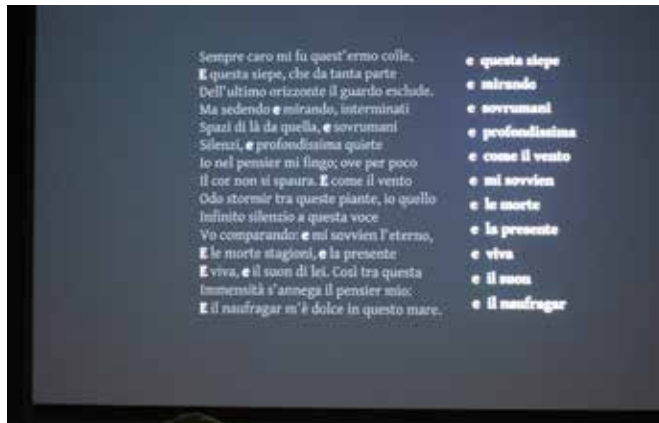 Sempre caro mi fu quest'ermo colle,
E questa siepe, che da tanta parte
Dell'ultimo orizzonte il guardo esclude.
Ma sedendo e mirando, interminati
Spazi di là da quella, e sovrumani
Silenzi, e profondissima quiete
Io nel pensier mi fingo; ove per poco
Il cor non si spaura. E come il vento
Odo stormir tra queste piante, io quello
Infinito silenzio a questa voce
Vo comparando: e mi sovvien l'eterno,
E le morte stagioni, e la presente
E viva, e il suon di lei. Così tra questa
Immensità s'annega il pensier mio:
E il naufragar m'è dolce in questo mare.
e questa siepe
e mirando
e sovrumani
e profondissima
e come il vento
e mi sovvien
e le morte
e la presente
e viva
e il suon
e il naufragar